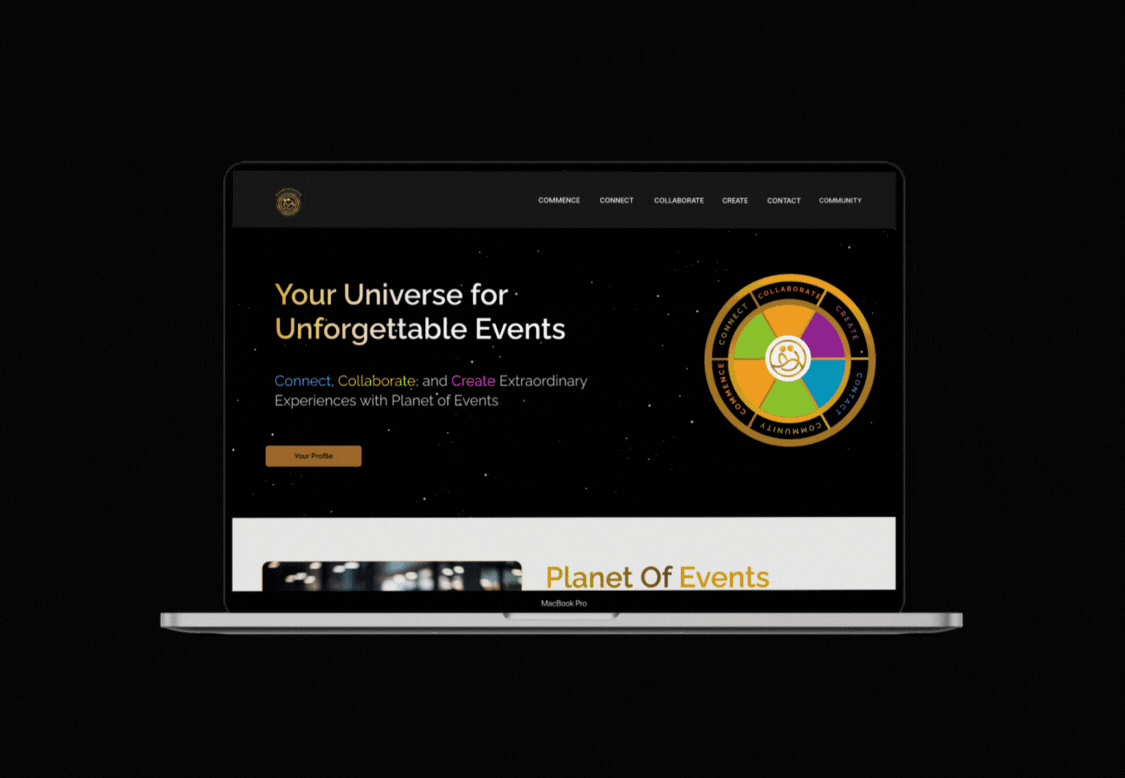 COMMENCE CONNECT COLLABORATE CREATE CONTACT COMMUNITY
Your Universe for
Unforgettable Events
Connect, Collaborate, and Create Extraordinary
Experiences with Planet of Events
Your Profile
COLLABORATE
CREATE
CONTACT
COMMUNITY
COMMENCE
CONNECT
Planet Of Events
MacBook Pro